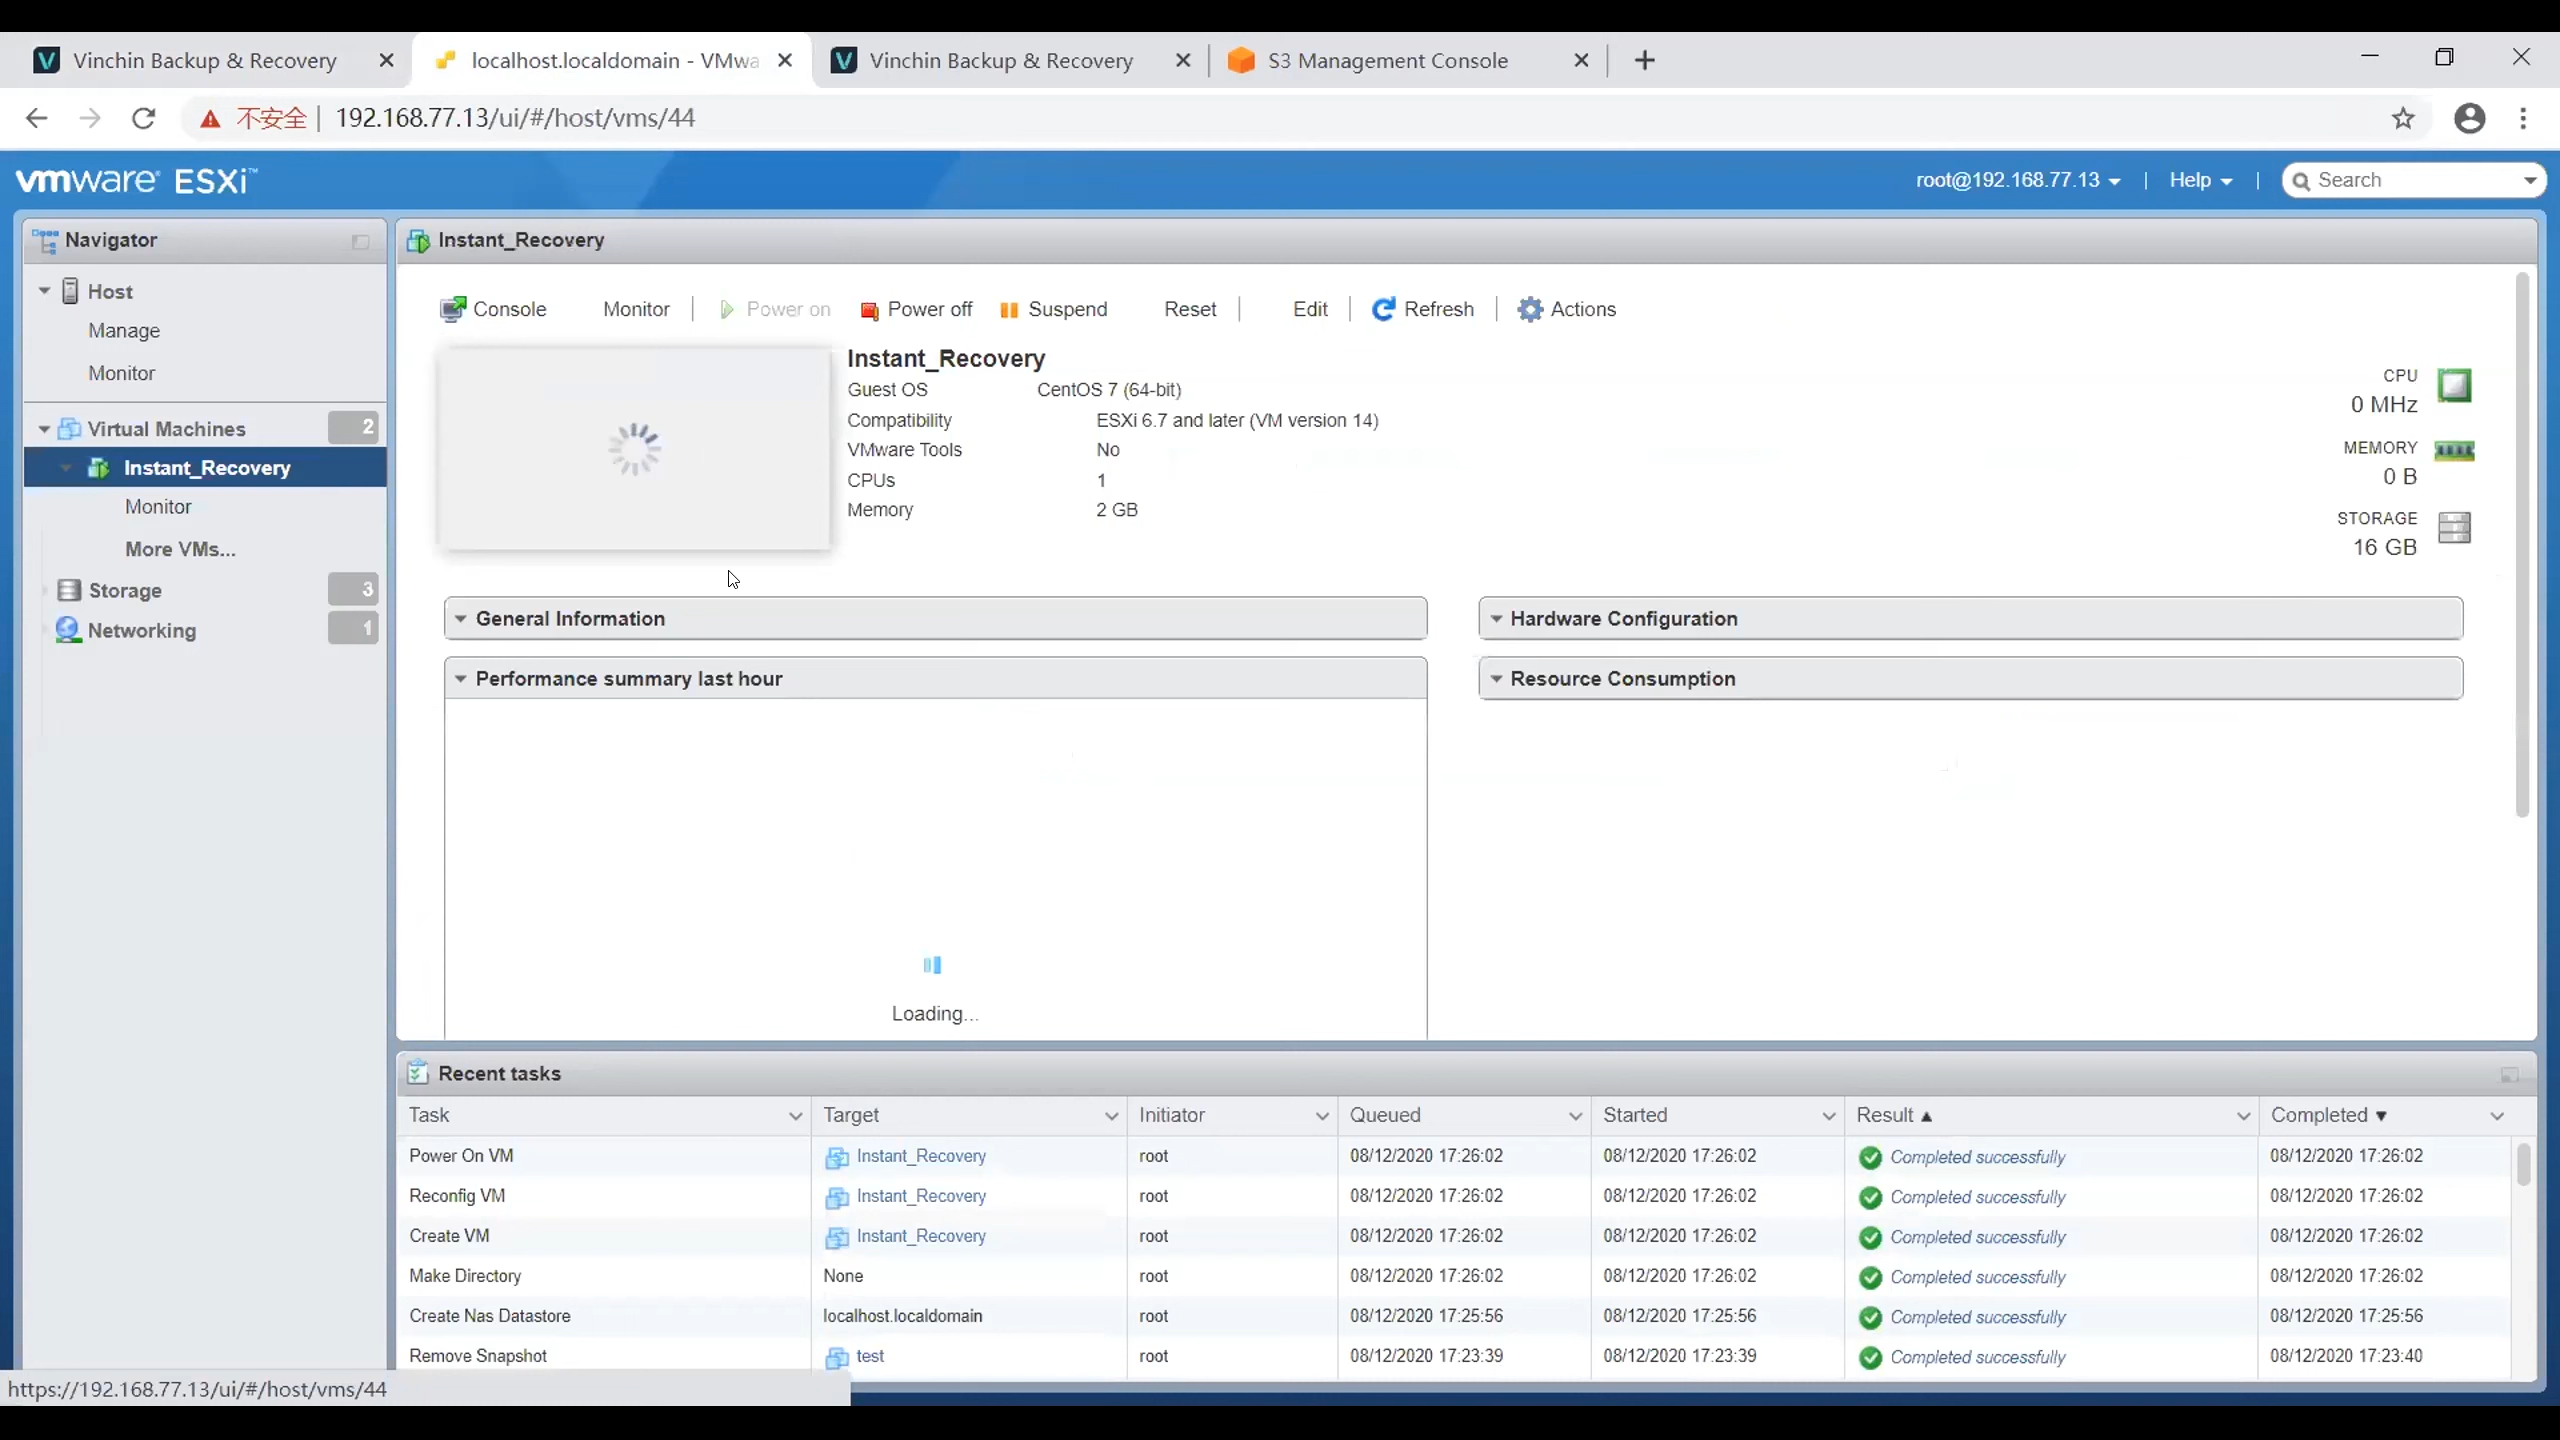 Vinchin Backup & Recovery
localhost.localdomain - VMwa
Vinchin Backup & Recovery
S3 Management Console
不安全
192.168.77.13/ui/#/host/vms/44
vmware ESXi™
root@192.168.77.13
Help
Search
Navigator
Host
Manage
Monitor
Virtual Machines 2
Instant_Recovery
Monitor
More VMs...
Storage 3
Networking 1
Instant_Recovery
Console Monitor Power on Power off Suspend Reset Edit Refresh Actions
Instant_Recovery
Guest OS CentOS 7 (64-bit)
Compatibility ESXi 6.7 and later (VM version 14)
VMware Tools No
CPUs 1
Memory 2 GB
CPU
0 MHz
MEMORY
0 B
STORAGE
16 GB
General Information
Hardware Configuration
Performance summary last hour
Resource Consumption
Loading...
Recent tasks
Task Target Initiator Queued Started Result ▲ Completed ▼
Power On VM Instant_Recovery root 08/12/2020 17:26:02 08/12/2020 17:26:02 Completed successfully 08/12/2020 17:26:02
Reconfig VM Instant_Recovery root 08/12/2020 17:26:02 08/12/2020 17:26:02 Completed successfully 08/12/2020 17:26:02
Create VM Instant_Recovery root 08/12/2020 17:26:02 08/12/2020 17:26:02 Completed successfully 08/12/2020 17:26:02
Make Directory None root 08/12/2020 17:26:02 08/12/2020 17:26:02 Completed successfully 08/12/2020 17:26:02
Create Nas Datastore localhost.localdomain root 08/12/2020 17:25:56 08/12/2020 17:25:56 Completed successfully 08/12/2020 17:25:56
Remove Snapshot test root 08/12/2020 17:23:39 08/12/2020 17:23:39 Completed successfully 08/12/2020 17:23:40
https://192.168.77.13/ui/#/host/vms/44